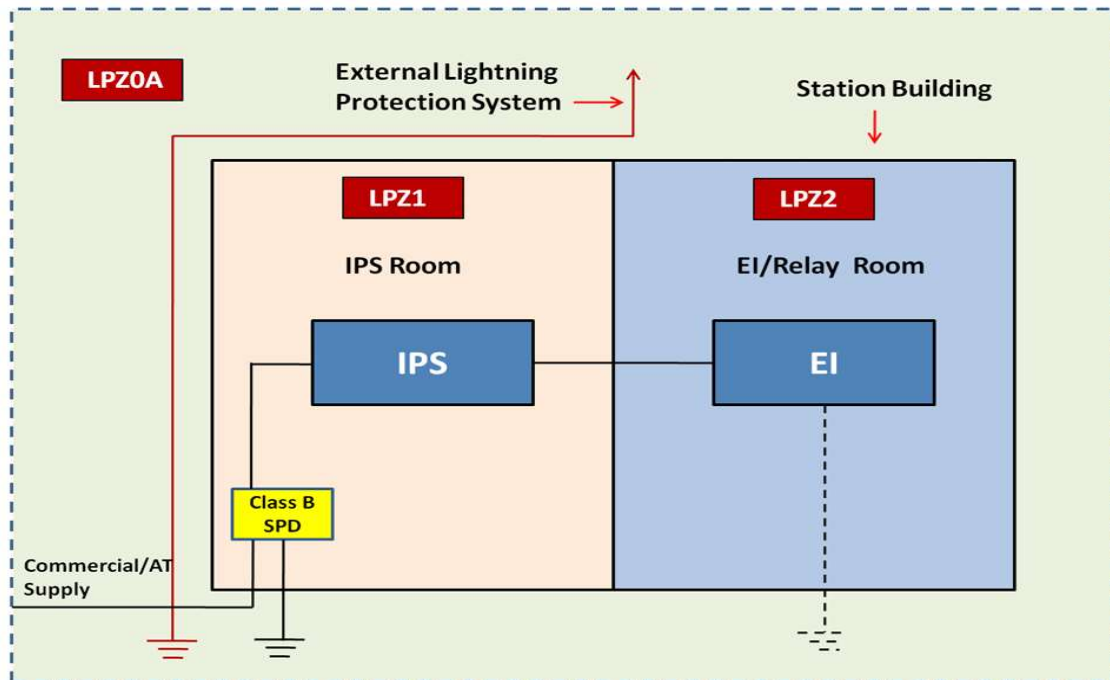 LPZ0A
External Lightning
Protection System
Station Building
LPZ1
LPZ2
IPS Room
EI/Relay Room
IPS
EI
Class B
SPD
Commercial/AT
Supply